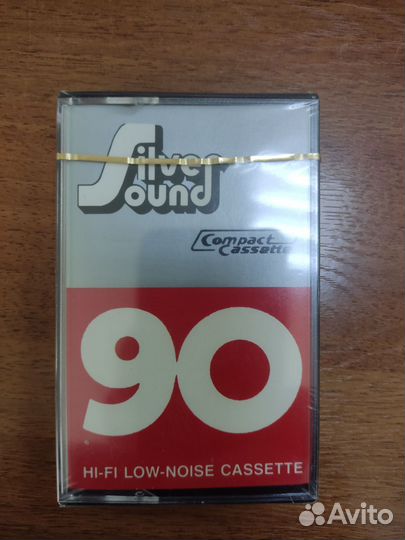 Silver
Sound
Compact
Cassette
90
HI-FI LOW-NOISE CASSETTE
Avito